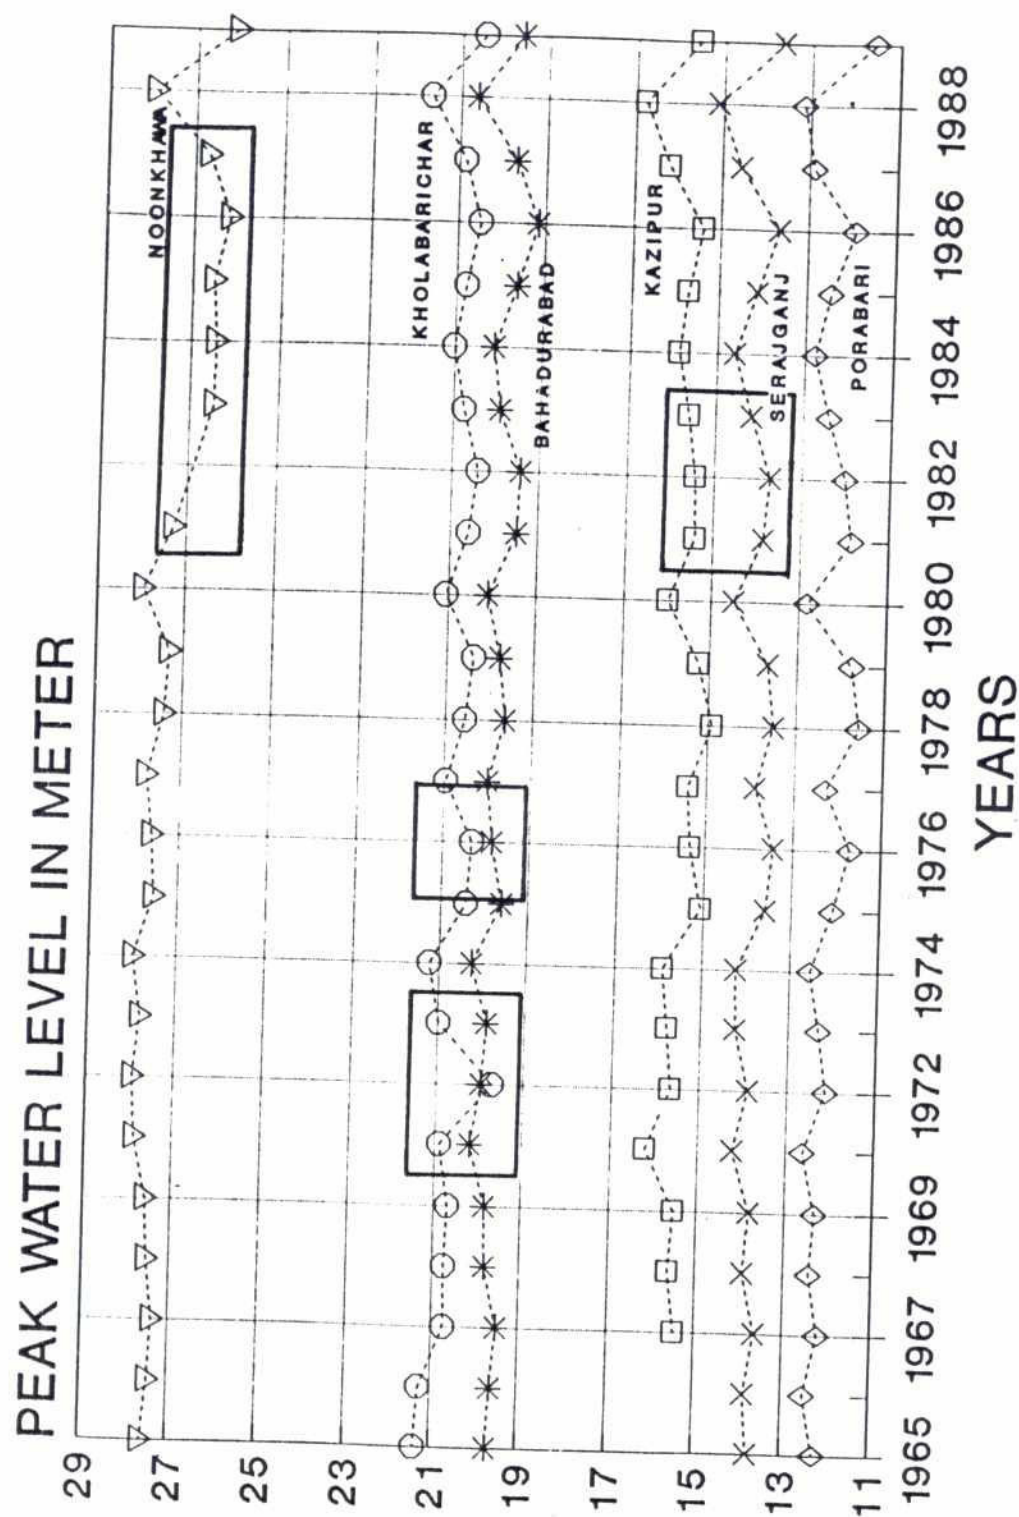 PEAK WATER LEVEL IN METER
29
27
25
23
21
19
17
15
13
11
NOONKHAWA
KHOLABARICHAR
BAHADURABAD
KAZIPUR
SERAJGANJ
PORABARI
1965
1967
1969
1972
1974
1976
1978
1980
1982
1984
1986
1988
YEARS